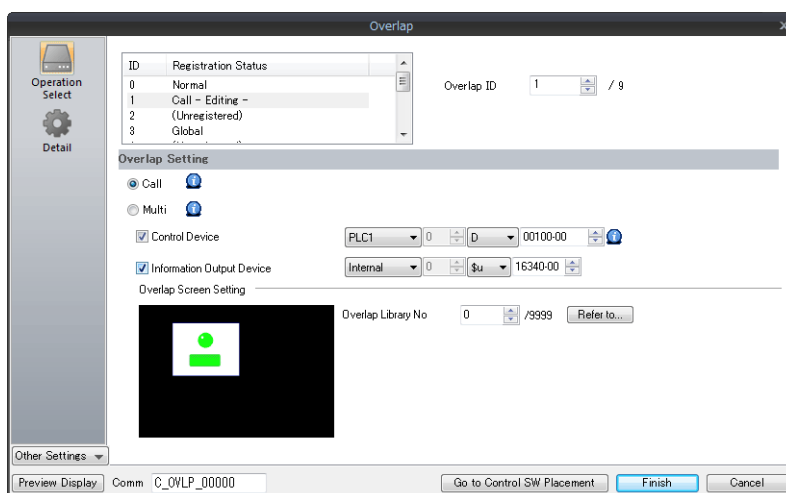 Overlap
Operation
Select
Detail
ID Registration Status
0 Normal
1 Call - Editing -
2 (Unregistered)
3 Global
Overlap ID 1 / 9
Overlap Setting
Call
Multi
Control Device PLC1 0 D 00100-00
Information Output Device Internal 0 $u 16340-00
Overlap Screen Setting
Overlap Library No 0 /9999 Refer to...
Other Settings
Preview Display Comm C_OVLP_00000 Go to Control SW Placement Finish Cancel